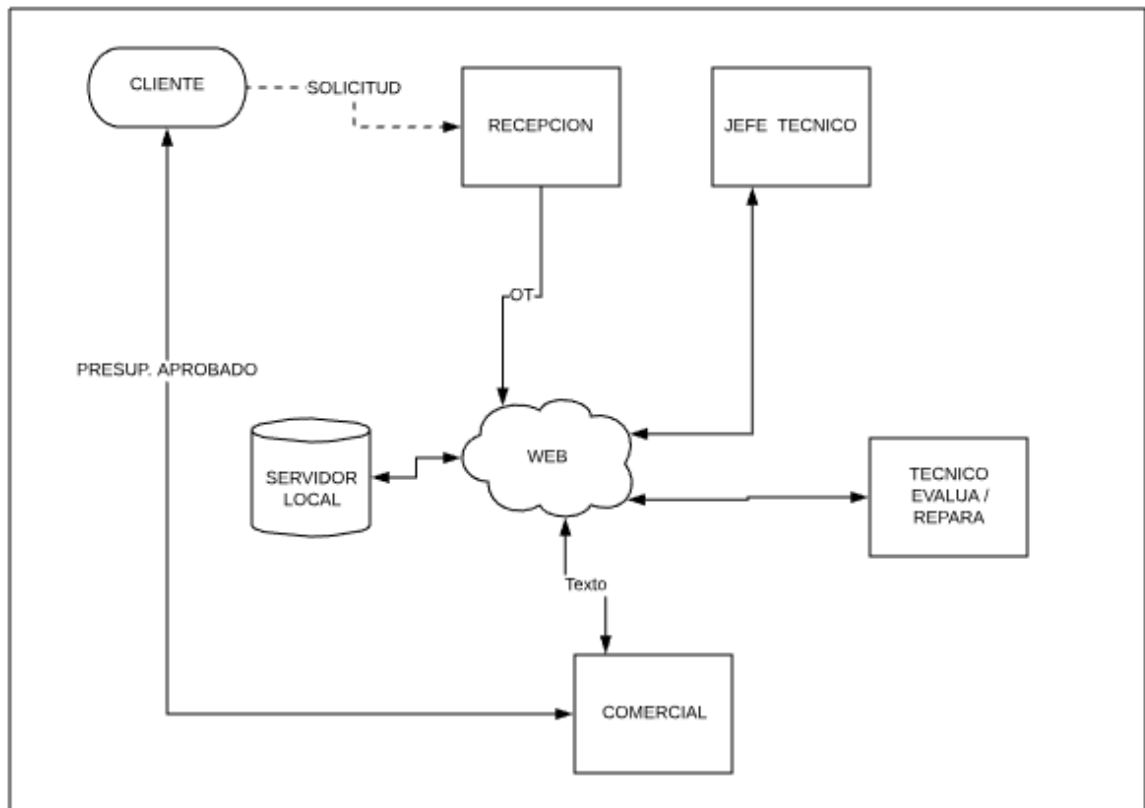 CLIENTE
SOLICITUD
RECEPCION
JEFE TECNICO
OT
PRESUP. APROBADO
WEB
SERVIDOR
LOCAL
TECNICO
EVALUA /
REPARA
Texto
COMERCIAL